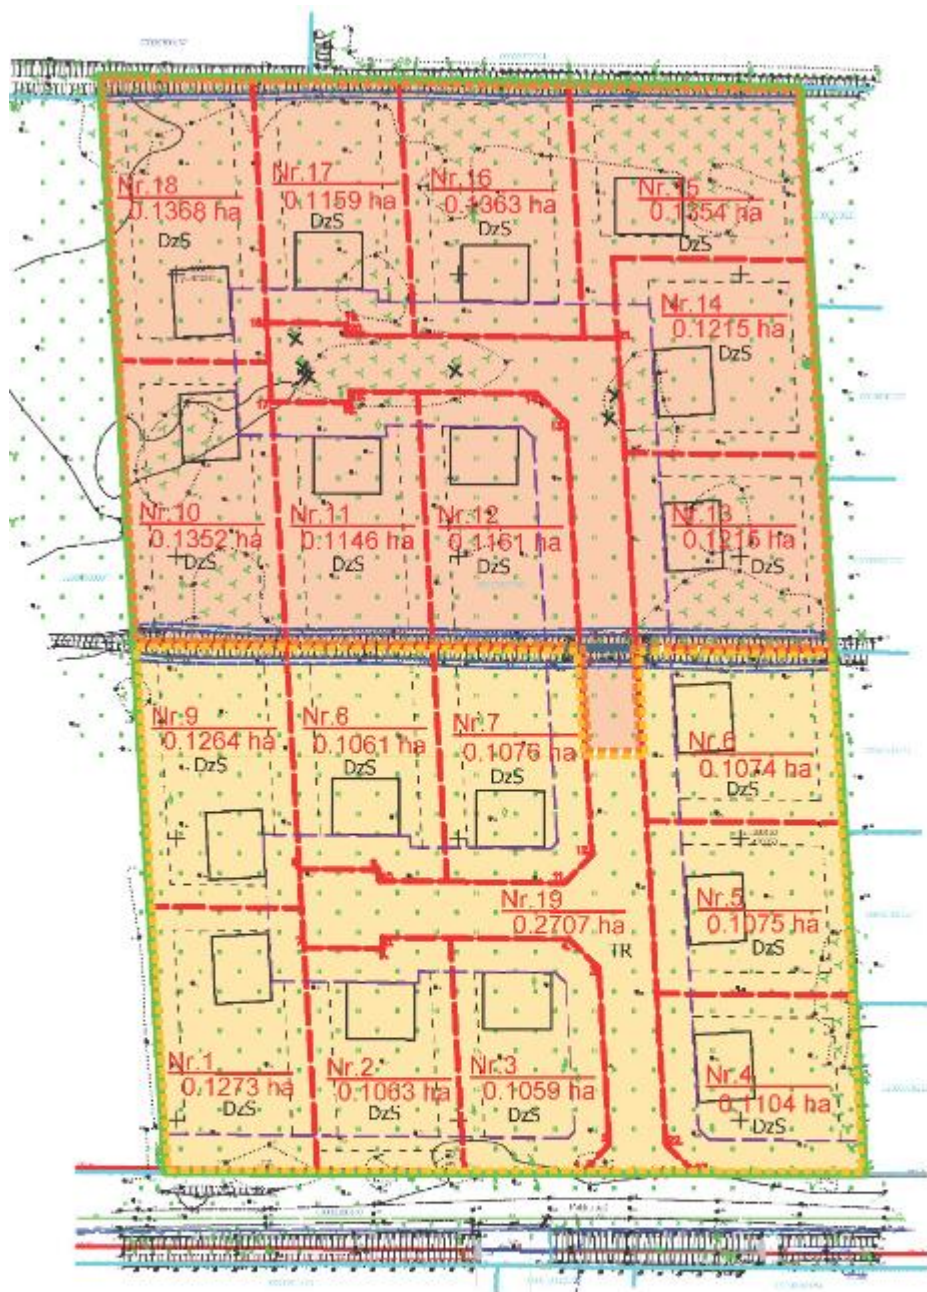 Nr.18
0.1368 ha
DzS
Nr.17
0.1159 ha
DzS
Nr.16
0.1363 ha
DzS
Nr.15
0.1354 ha
DzS
Nr.14
0.1215 ha
DzS
Nr.10
0.1352 ha
DzS
Nr.11
0.1146 ha
DzS
Nr.12
0.1161 ha
DzS
Nr.13
0.1215 ha
DzS
Nr.9
0.1264 ha
DzS
Nr.8
0.1061 ha
DzS
Nr.7
0.1076 ha
DzS
Nr.6
0.1074 ha
DzS
Nr.19
0.2707 ha
TR
Nr.5
0.1075 ha
DzS
Nr.1
0.1273 ha
DzS
Nr.2
0.1063 ha
DzS
Nr.3
0.1059 ha
DzS
Nr.4
0.1104 ha
DzS